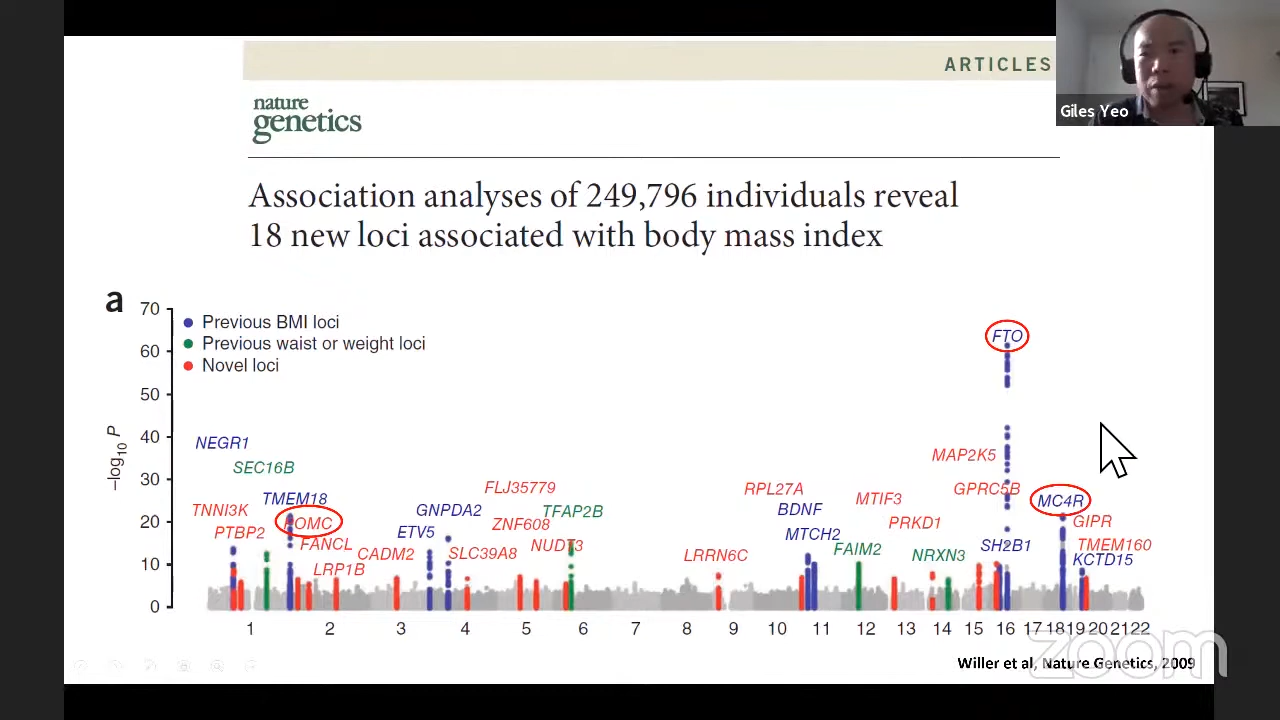 ARTICLES
Giles Yeo
nature
genetics
Association analyses of 249,796 individuals reveal
18 new loci associated with body mass index
a
70
60
50
40
30
20
10
0
–log10 P
Previous BMI loci
Previous waist or weight loci
Novel loci
FTO
NEGR1
MAP2K5
SEC16B
FLJ35779
RPL27A
GPRC5B
TMEM18
MTIF3
MC4R
TNNI3K
GNPDA2
TFAP2B
BDNF
POMC
ZNF608
PRKD1
GIPR
PTBP2
ETV5
MTCH2
FANCL
NUDT3
SH2B1
TMEM160
CADM2
SLC39A8
LRRN6C
FAIM2
NRXN3
KCTD15
LRP1B
1 2 3 4 5 6 7 8 9 10 11 12 13 14 15 16 17 18 19 20 21 22
Willer et al, Nature Genetics, 2009
zoom